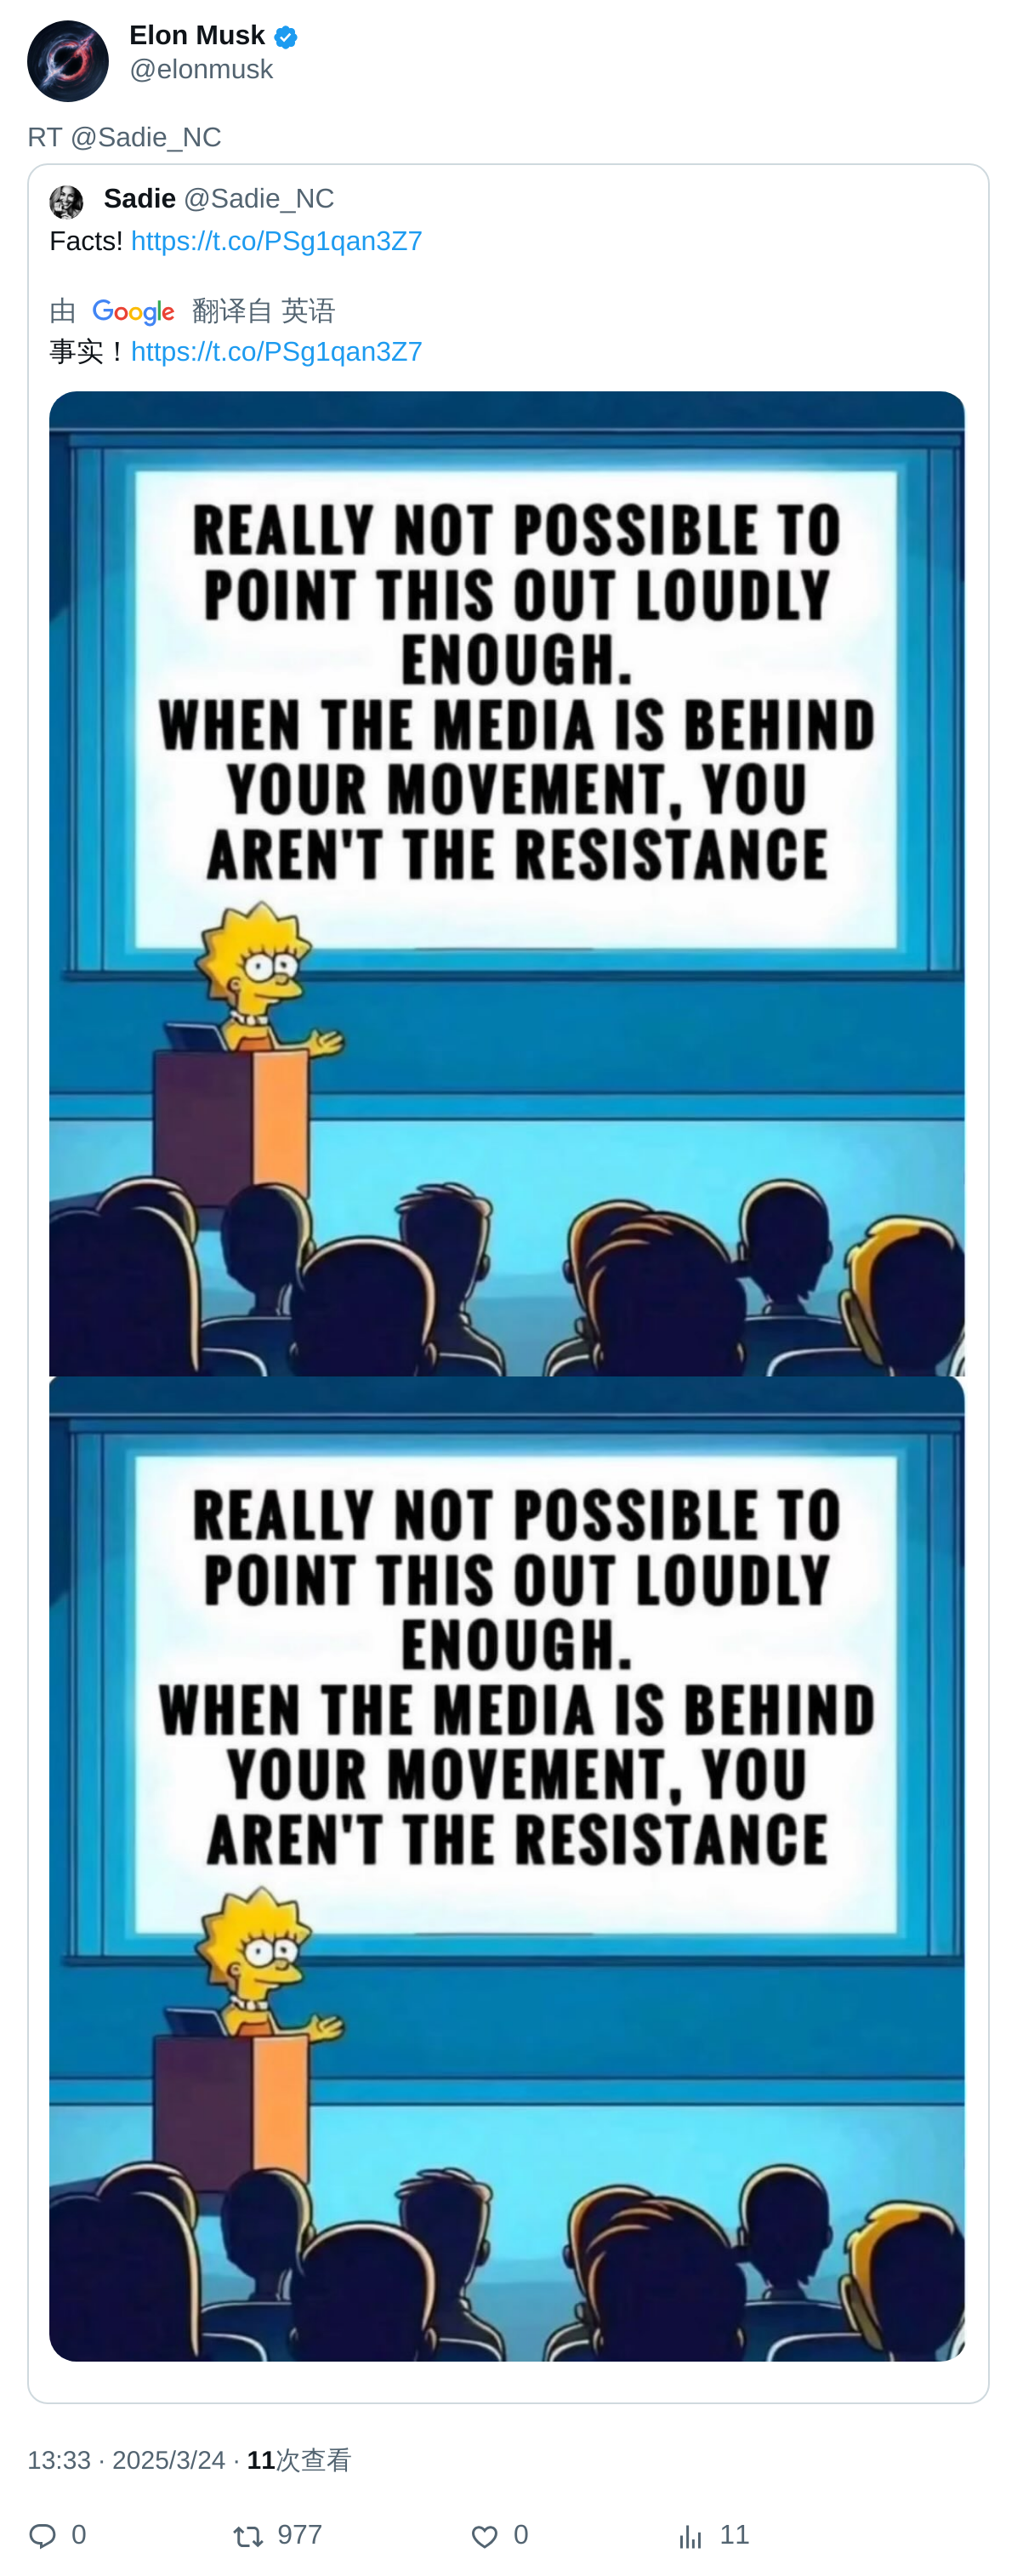 Elon Musk
@elonmusk
RT @Sadie_NC
Sadie @Sadie_NC
Facts! https://t.co/PSg1qan3Z7
由 Google 翻译自 英语
事实！https://t.co/PSg1qan3Z7
REALLY NOT POSSIBLE TO
POINT THIS OUT LOUDLY
ENOUGH.
WHEN THE MEDIA IS BEHIND
YOUR MOVEMENT, YOU
AREN'T THE RESISTANCE
REALLY NOT POSSIBLE TO
POINT THIS OUT LOUDLY
ENOUGH.
WHEN THE MEDIA IS BEHIND
YOUR MOVEMENT, YOU
AREN'T THE RESISTANCE
13:33 · 2025/3/24 · 11次查看
0 977 0 11